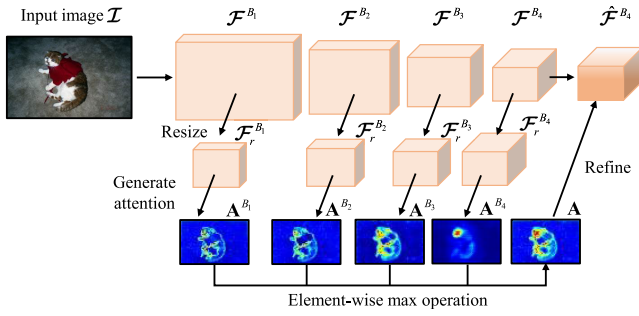 Input image 𝓘
𝓕^{B_1} 𝓕^{B_2} 𝓕^{B_3} 𝓕^{B_4} 𝓕̂^{B_4}
Resize 𝓕_r^{B_1} 𝓕_r^{B_2} 𝓕_r^{B_3} 𝓕_r^{B_4}
Refine
Generate
attention
𝐀^{B_1} 𝐀^{B_2} 𝐀^{B_3} 𝐀^{B_4} 𝐀
Element-wise max operation